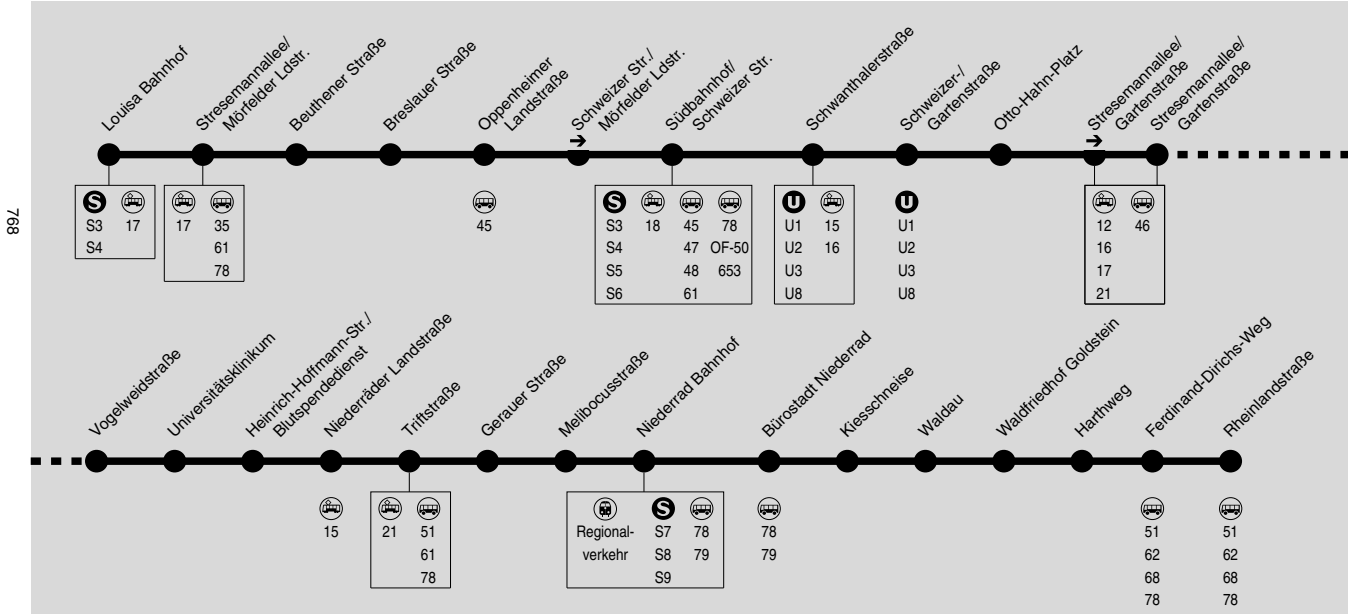 768
Louisa Bahnhof
Stresemannallee/
Mörfelder Ldstr.
Beuthener Straße
Breslauer Straße
Oppenheimer
Landstraße
Schweizer Str./
Mörfelder Ldstr.
Südbahnhof/
Schweizer Str.
Schwanthalerstraße
Schweizer-/
Gartenstraße
Otto-Hahn-Platz
Stresemannallee/
Gartenstraße
Stresemannallee/
Gartenstraße
S
S3 17
S4
17 35
61
78
45
S
S3 18 45 78
S4 47 OF-50
S5 48 653
S6 61
U
U1 15
U2 16
U3
U8
U
U1
U2
U3
U8
12 46
16
17
21
Vogelweidstraße
Universitätsklinikum
Heinrich-Hoffmann-Str./
Blutspendedienst
Niederräder Landstraße
Triftstraße
Gerauer Straße
Melibocusstraße
Niederrad Bahnhof
Bürostadt Niederrad
Kiesschneise
Waldau
Waldfriedhof Goldstein
Harthweg
Ferdinand-Dirichs-Weg
Rheinlandstraße
15
21 51
61
78
S
Regional- S7 78
verkehr S8 79
S9
78
79
51
62
68
78
51
62
68
78